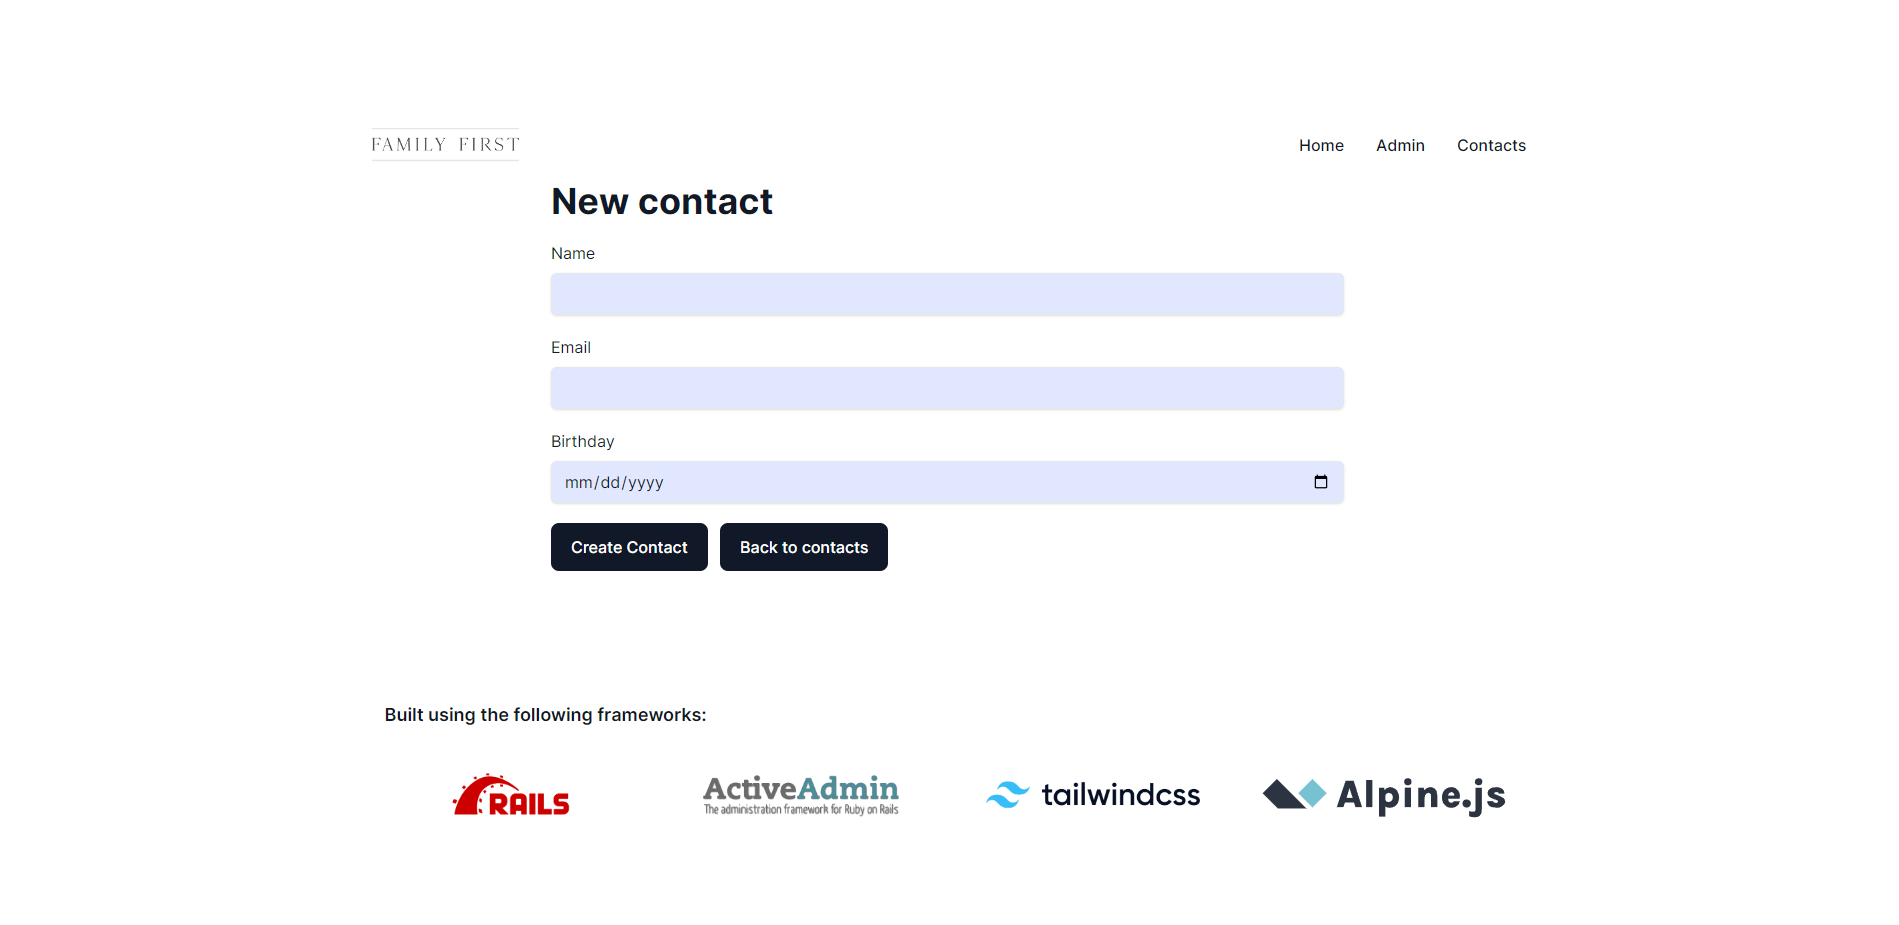 FAMILY FIRST
Home Admin Contacts
New contact
Name
Email
Birthday
mm/dd/yyyy
Create Contact Back to contacts
Built using the following frameworks:
RAILS
ActiveAdmin
The administration framework for Ruby on Rails
tailwindcss
Alpine.js